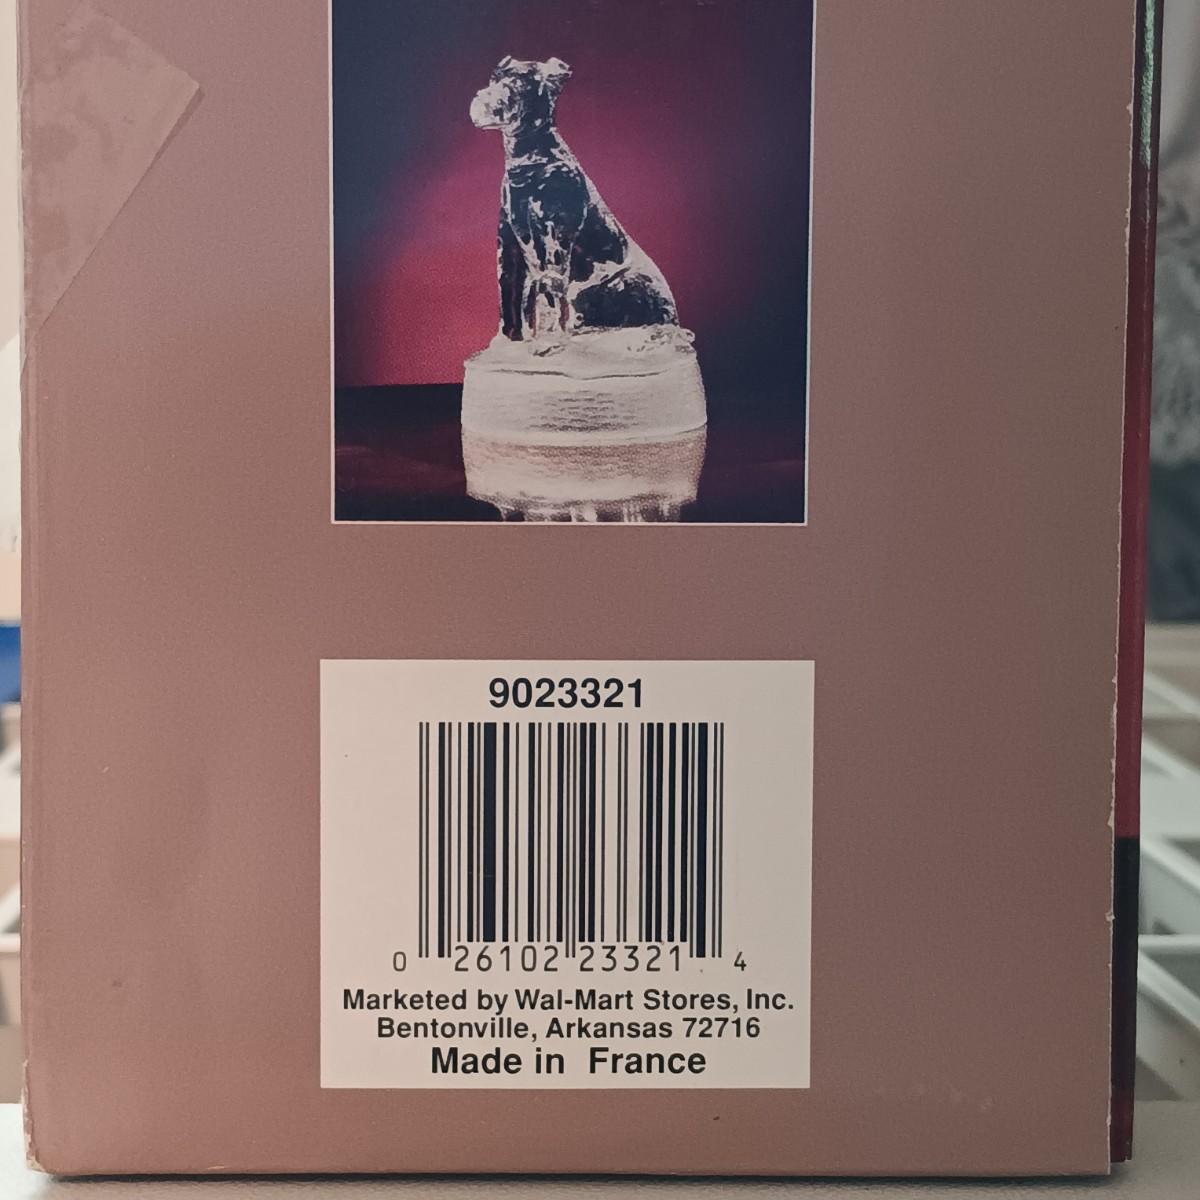 9023321
0 26102 23321 4
Marketed by Wal-Mart Stores, Inc.
Bentonville, Arkansas 72716
Made in France